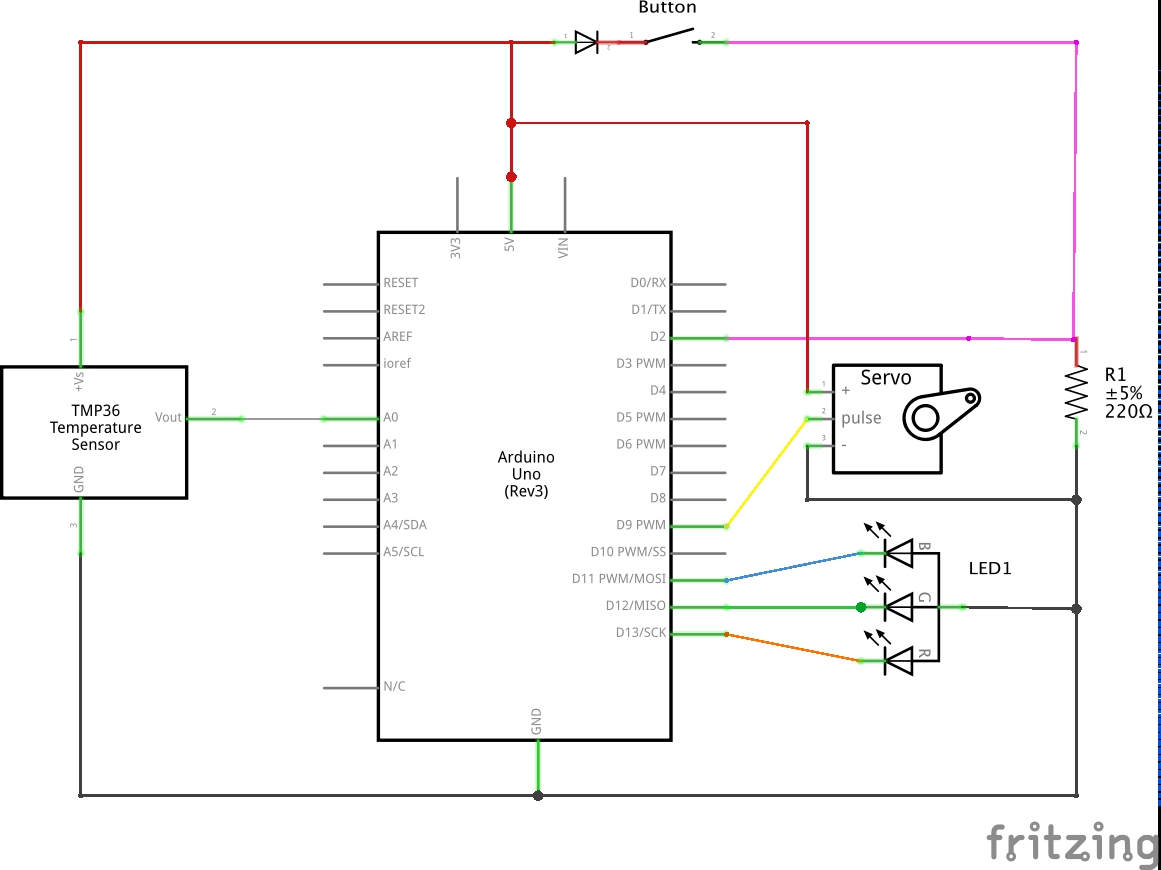 Button
1
2
1
2
3V3
5V
VIN
RESET
RESET2
AREF
ioref
A0
A1
A2
A3
A4/SDA
A5/SCL
N/C
D0/RX
D1/TX
D2
D3 PWM
D4
D5 PWM
D6 PWM
D7
D8
D9 PWM
D10 PWM/SS
D11 PWM/MOSI
D12/MISO
D13/SCK
GND
Arduino
Uno
(Rev3)
1
+Vs
TMP36
Temperature
Sensor
Vout
2
GND
3
Servo
1
+
2
pulse
3
-
1
R1
±5%
220Ω
2
B
G
R
LED1
fritzing